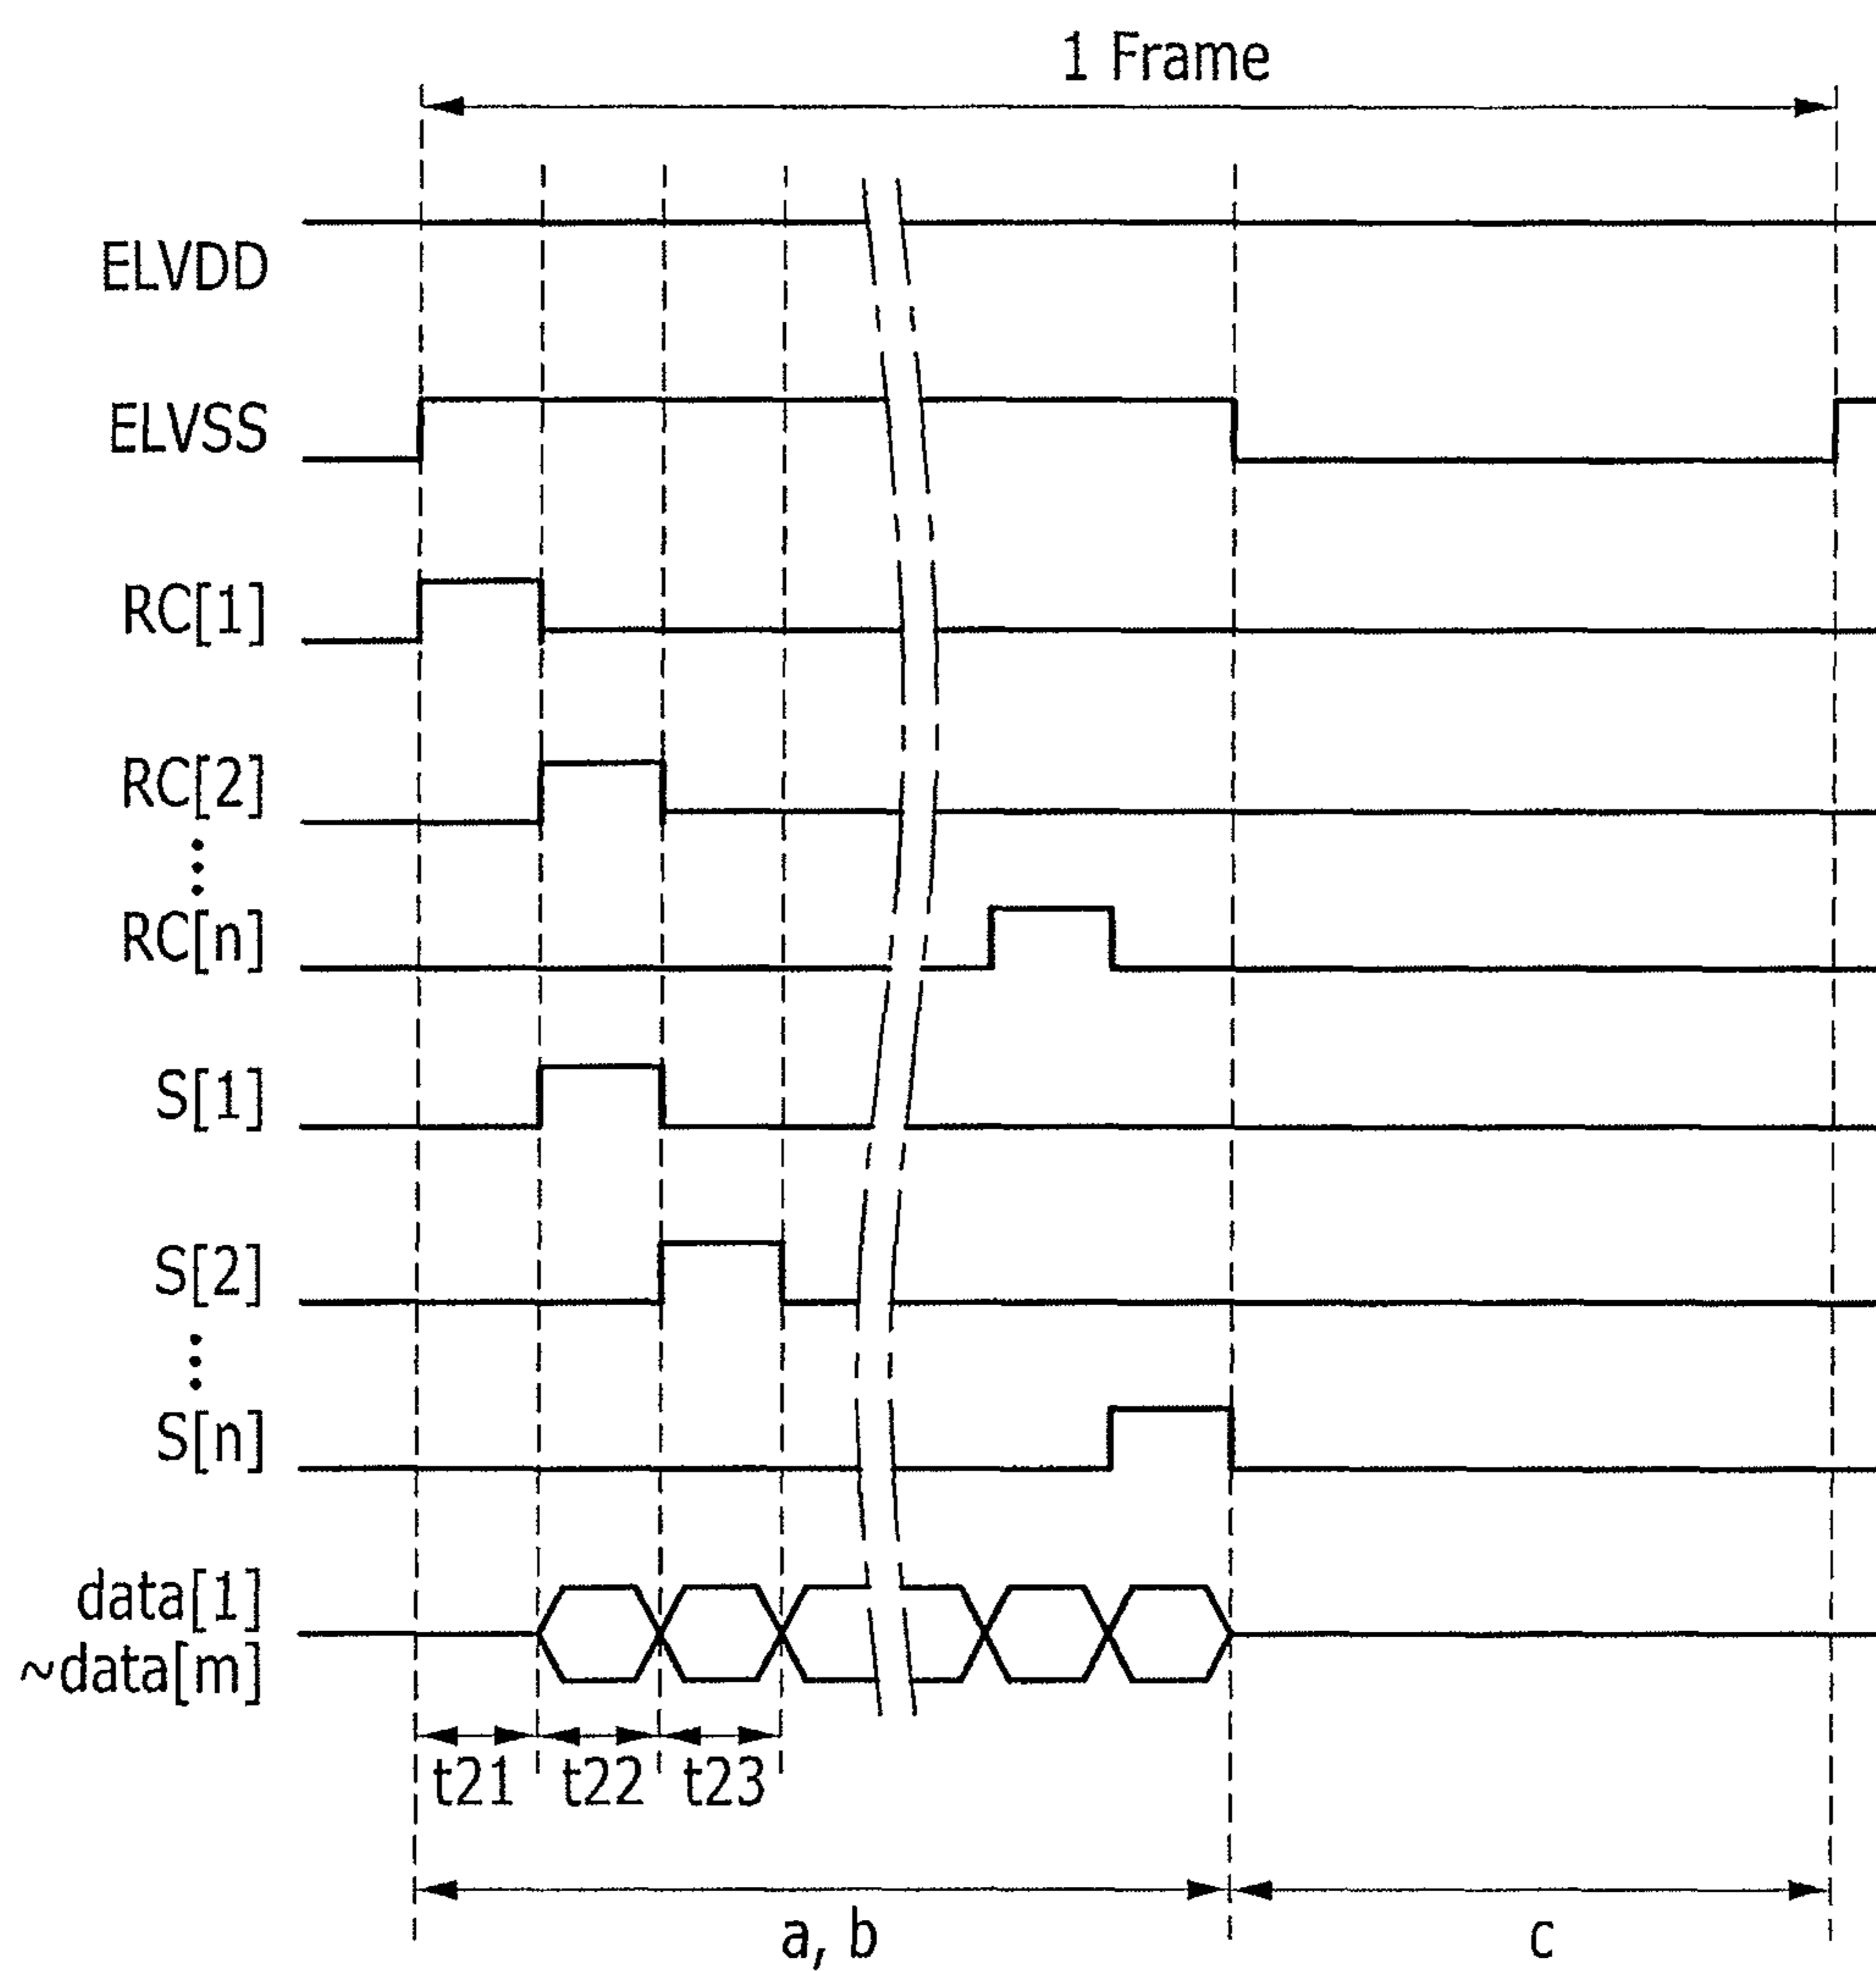 1 Frame
ELVDD
ELVSS
RC[1]
RC[2]
⋮
RC[n]
S[1]
S[2]
⋮
S[n]
data[1]
~data[m]
t21 t22 t23
a, b c